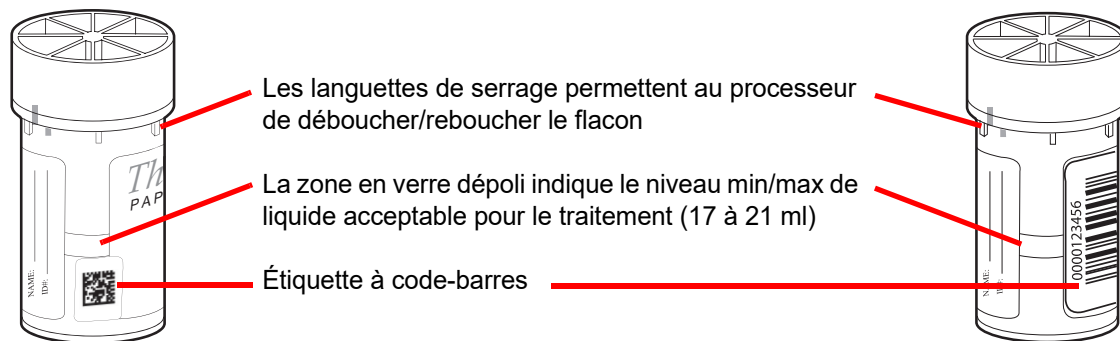 Les languettes de serrage permettent au processeur
de déboucher/reboucher le flacon
La zone en verre dépoli indique le niveau min/max de
liquide acceptable pour le traitement (17 à 21 ml)
Étiquette à code-barres
Th
PAP
NAME:
ID#:
NAME:
0000123456